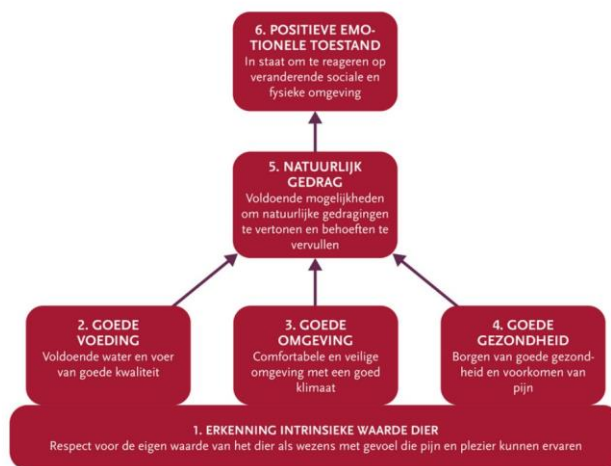 6. POSITIEVE EMO-
TIONELE TOESTAND
In staat om te reageren op
veranderende sociale en
fysieke omgeving
5. NATUURLIJK
GEDRAG
Voldoende mogelijkheden
om natuurlijke gedragingen
te vertonen en behoeften te
vervullen
2. GOEDE
VOEDING
Voldoende water en voer
van goede kwaliteit
3. GOEDE
OMGEVING
Comfortabele en veilige
omgeving met een goed
klimaat
4. GOEDE
GEZONDHEID
Borgen van goede gezond-
heid en voorkomen van
pijn
1. ERKENNING INTRINSIEKE WAARDE DIER
Respect voor de eigen waarde van het dier als wezens met gevoel die pijn en plezier kunnen ervaren